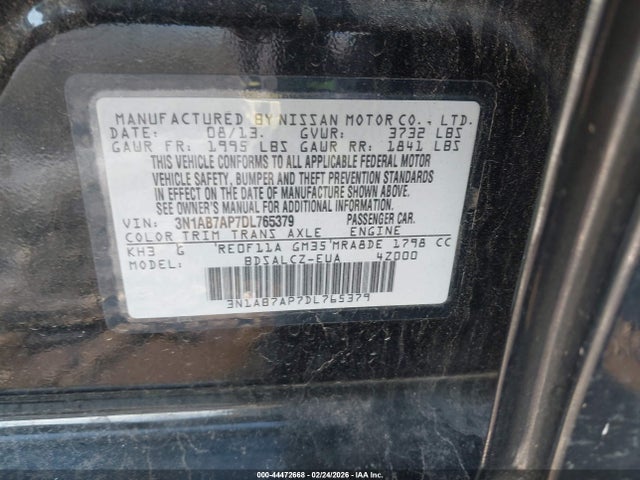 MANUFACTURED BY NISSAN MOTOR CO., LTD.
DATE: 08/13. GVWR: 3732 LBS
GAWR FR: 1995 LBS GAWR RR: 1841 LBS
THIS VEHICLE CONFORMS TO ALL APPLICABLE FEDERAL MOTOR
VEHICLE SAFETY, BUMPER AND THEFT PREVENTION STANDARDS
IN EFFECT ON THE DATE OF MANUFACTURE SHOWN ABOVE.
SEE OWNER'S MANUAL FOR ADDITIONAL INFORMATION.
VIN: 3N1AB7AP7DL765379 PASSENGER CAR.
COLOR TRIM TRANS AXLE ENGINE
KH3 G 'RE0F11A GM35'MRA8DE 1798 CC
MODEL: BDSALCZ-EUA 4Z000
3N1AB7AP7DL765379
000-44472668 - 02/24/2026 - Public © IAA, LLC